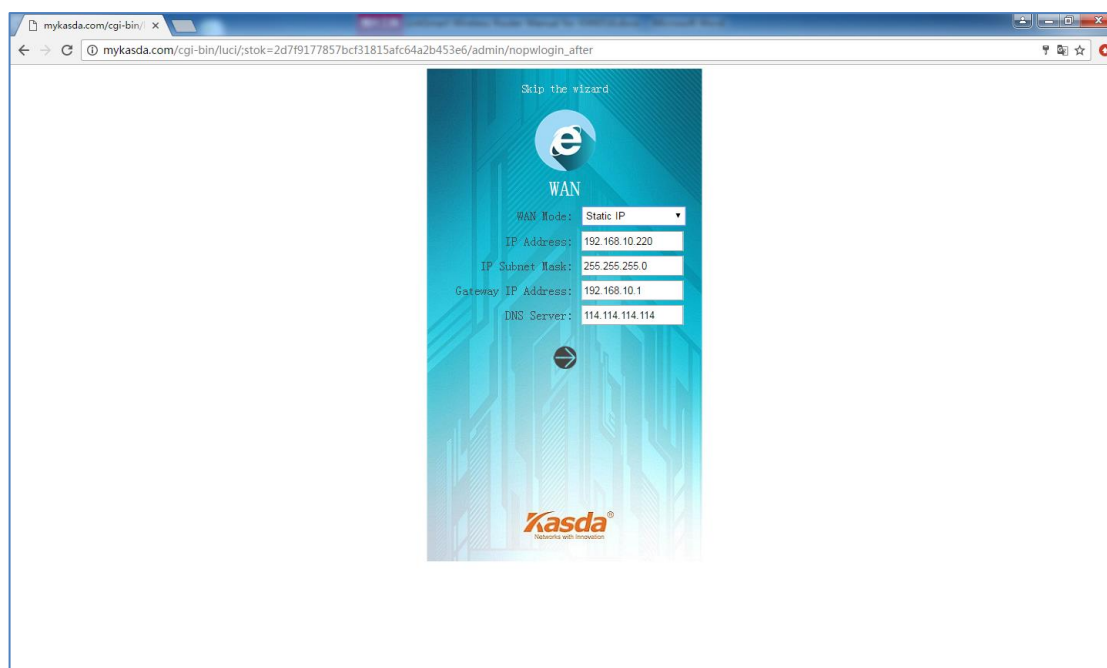 mykasda.com/cgi-bin/l
mykasda.com/cgi-bin/luci/;stok=2d7f9177857bcf31815afc64a2b453e6/admin/nopwlogin_after
Skip the wizard
WAN
WAN Mode: Static IP
IP Address: 192.168.10.220
IP Subnet Mask: 255.255.255.0
Gateway IP Address: 192.168.10.1
DNS Server: 114.114.114.114
Kasda®
Networks with Innovation